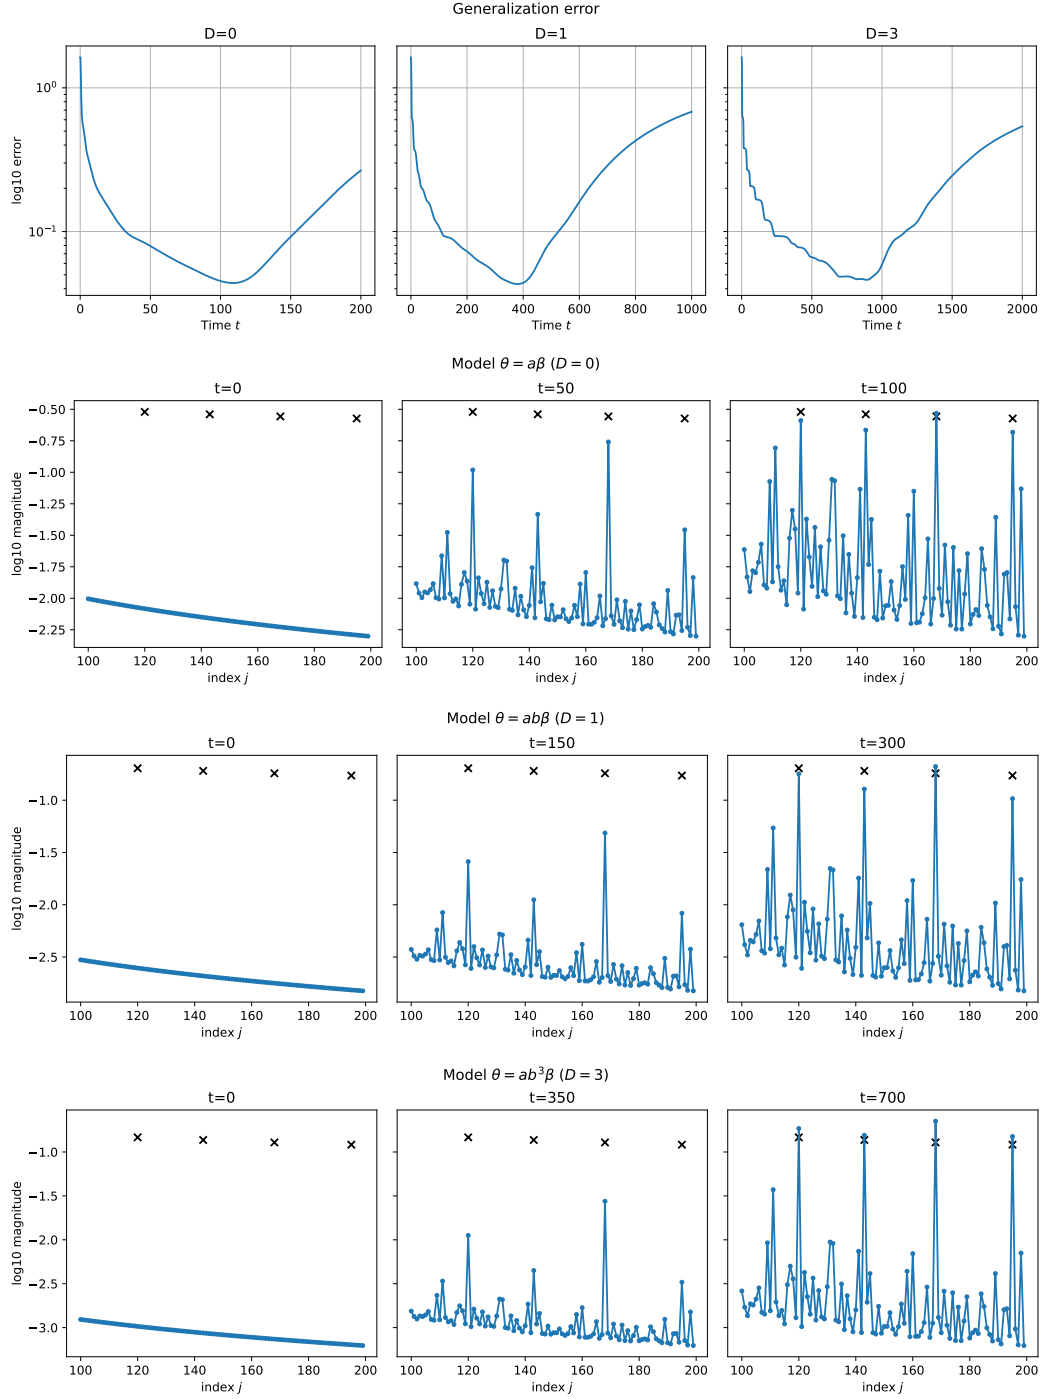 Generalization error
D=0 D=1 D=3
10⁰
10⁻¹
log10 error
0 50 100 150 200 0 200 400 600 800 1000 0 500 1000 1500 2000
Time t Time t Time t
Model θ = aβ (D = 0)
t=0 t=50 t=100
−0.50
−0.75
−1.00
−1.25
−1.50
−1.75
−2.00
−2.25
log10 magnitude
100 120 140 160 180 200 100 120 140 160 180 200 100 120 140 160 180 200
index j index j index j
Model θ = abβ (D = 1)
t=0 t=150 t=300
−1.0
−1.5
−2.0
−2.5
log10 magnitude
100 120 140 160 180 200 100 120 140 160 180 200 100 120 140 160 180 200
index j index j index j
Model θ = ab³β (D = 3)
t=0 t=350 t=700
−1.0
−1.5
−2.0
−2.5
−3.0
log10 magnitude
100 120 140 160 180 200 100 120 140 160 180 200 100 120 140 160 180 200
index j index j index j